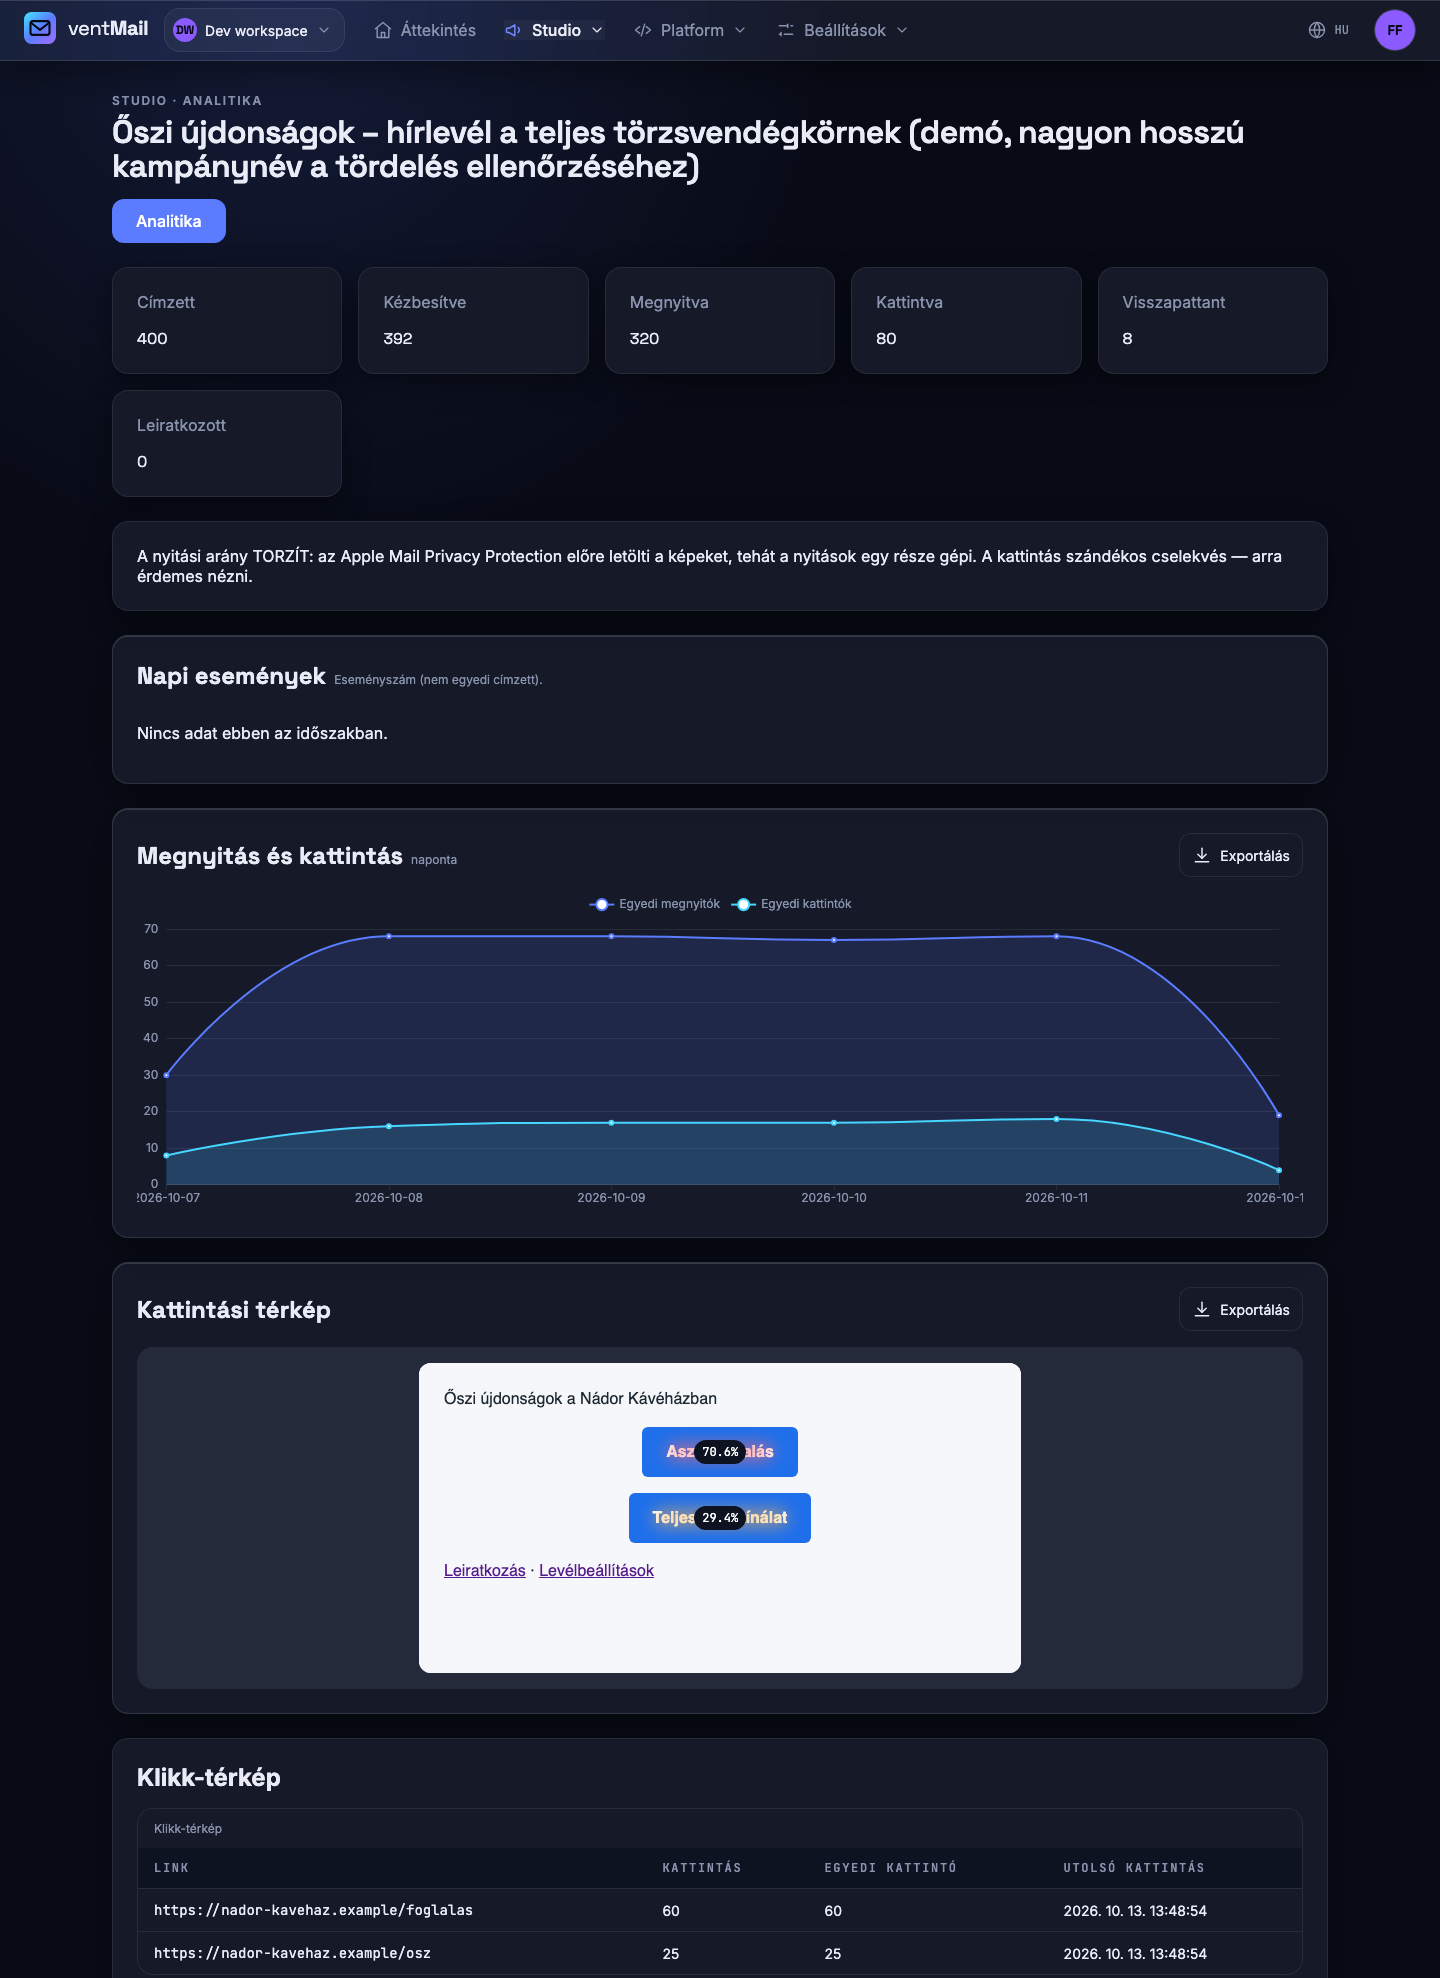 ventMail
DW Dev workspace
Áttekintés
Studio
Platform
Beállítások
HU
FF
STUDIO · ANALITIKA
Őszi újdonságok – hírlevél a teljes törzsvendégkörnek (demó, nagyon hosszú
kampánynév a tördelés ellenőrzéséhez)
Analitika
Címzett
400
Kézbesítve
392
Megnyitva
320
Kattintva
80
Visszapattant
8
Leiratkozott
0
A nyitási arány TORZÍT: az Apple Mail Privacy Protection előre letölti a képeket, tehát a nyitások egy része gépi. A kattintás szándékos cselekvés — arra
érdemes nézni.
Napi események Eseményszám (nem egyedi címzett).
Nincs adat ebben az időszakban.
Megnyitás és kattintás naponta
Exportálás
Egyedi megnyitók Egyedi kattintók
70
60
50
40
30
20
10
0
2026-10-07 2026-10-08 2026-10-09 2026-10-10 2026-10-11 2026-10-1
Kattintási térkép
Exportálás
Őszi újdonságok a Nádor Kávéházban
70.6%
29.4%
Leiratkozás · Levélbeállítások
Klikk-térkép
Klikk-térkép
LINK KATTINTÁS EGYEDI KATTINTÓ UTOLSÓ KATTINTÁS
https://nador-kavehaz.example/foglalas 60 60 2026. 10. 13. 13:48:54
https://nador-kavehaz.example/osz 25 25 2026. 10. 13. 13:48:54